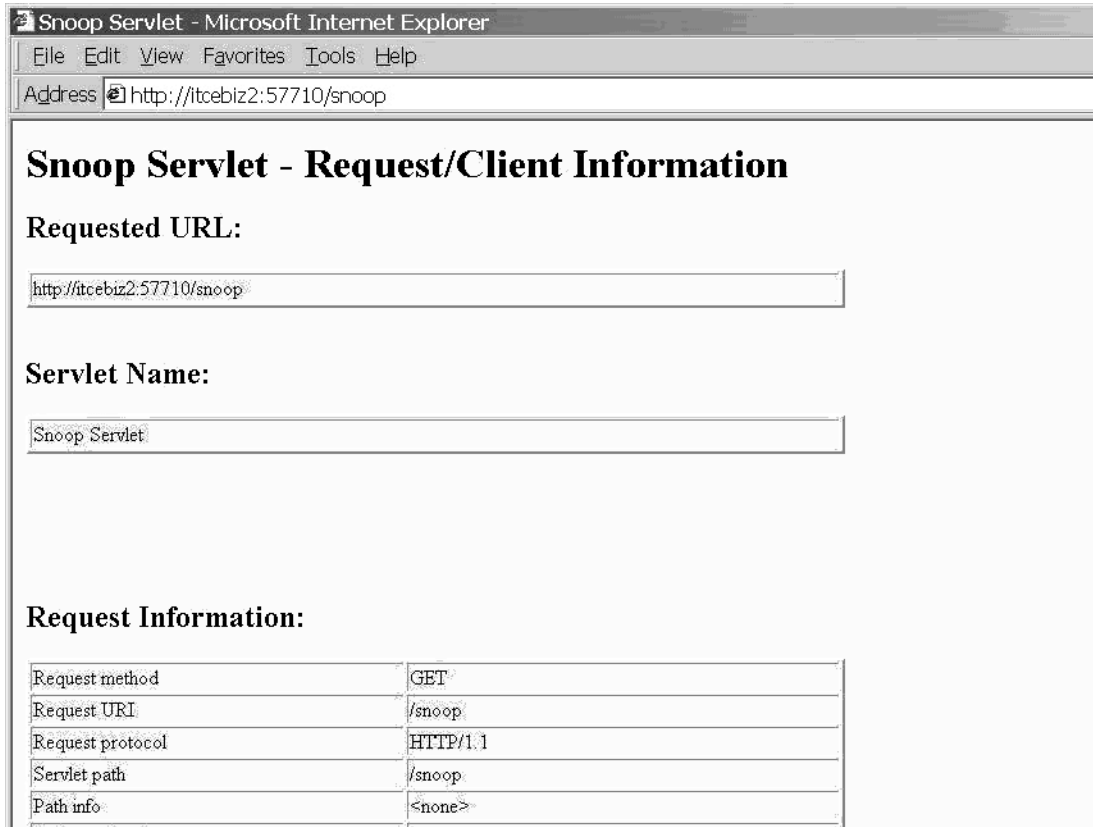 Snoop Servlet - Microsoft Internet Explorer
File Edit View Favorites Tools Help
Address http://itcebiz2:57710/snoop
Snoop Servlet - Request/Client Information
Requested URL:
http://itcebiz2:57710/snoop
Servlet Name:
Snoop Servlet
Request Information:
Request method GET
Request URI /snoop
Request protocol HTTP/1.1
Servlet path /snoop
Path info <none>